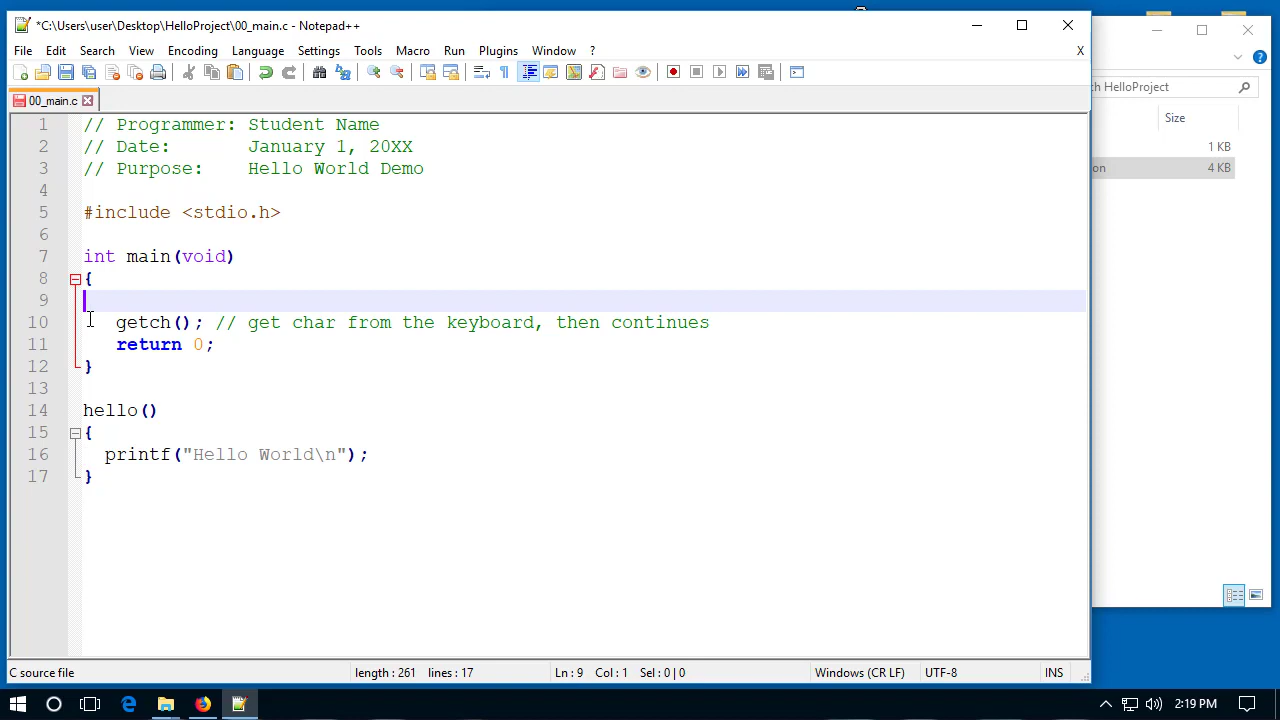 *C:\Users\user\Desktop\HelloProject\00_main.c - Notepad++
File Edit Search View Encoding Language Settings Tools Macro Run Plugins Window ? X
00_main.c
1 // Programmer: Student Name
2 // Date: January 1, 20XX
3 // Purpose: Hello World Demo
4
5 #include <stdio.h>
6
7 int main(void)
8 {
9
10 getch(); // get char from the keyboard, then continues
11 return 0;
12 }
13
14 hello()
15 {
16 printf("Hello World\n");
17 }
C source file length : 261 lines : 17 Ln : 9 Col : 1 Sel : 0 | 0 Windows (CR LF) UTF-8 INS
HelloProject
Size
1 KB
on 4 KB
2:19 PM